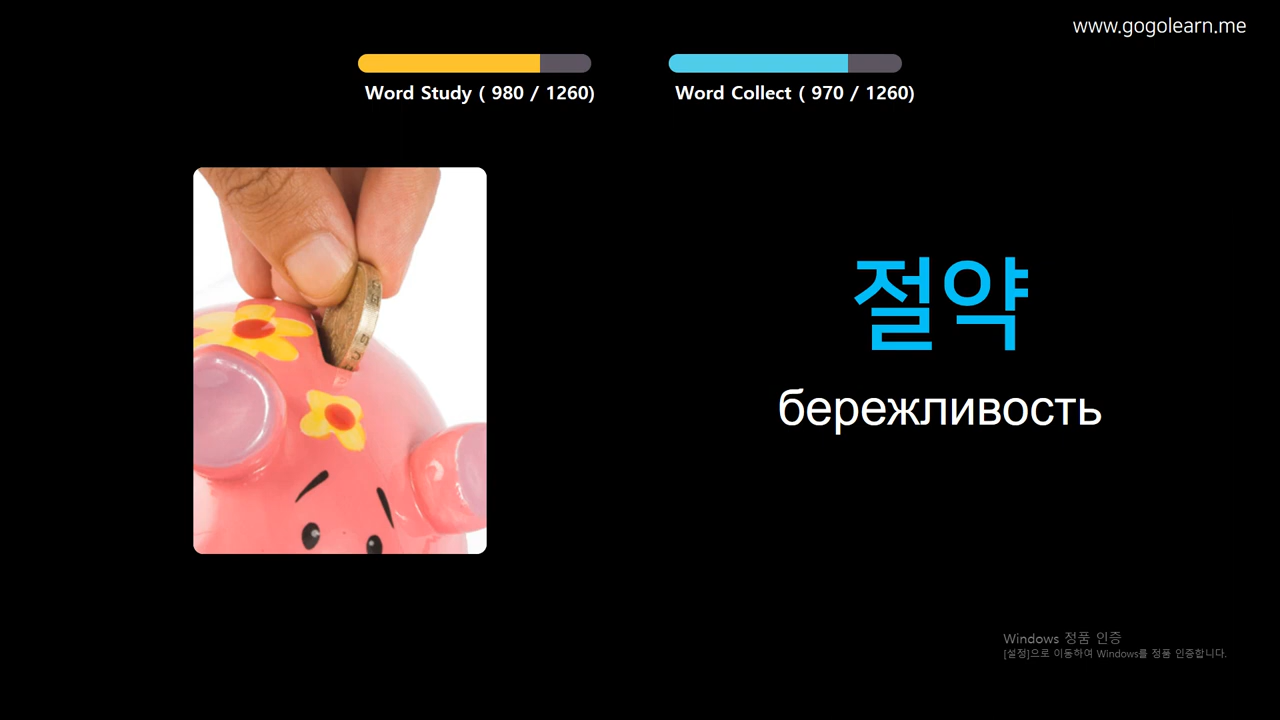 www.gogolearn.me
Word Study ( 980 / 1260)
Word Collect ( 970 / 1260)
절약
бережливость
Windows 정품 인증
[설정]으로 이동하여 Windows를 정품 인증합니다.